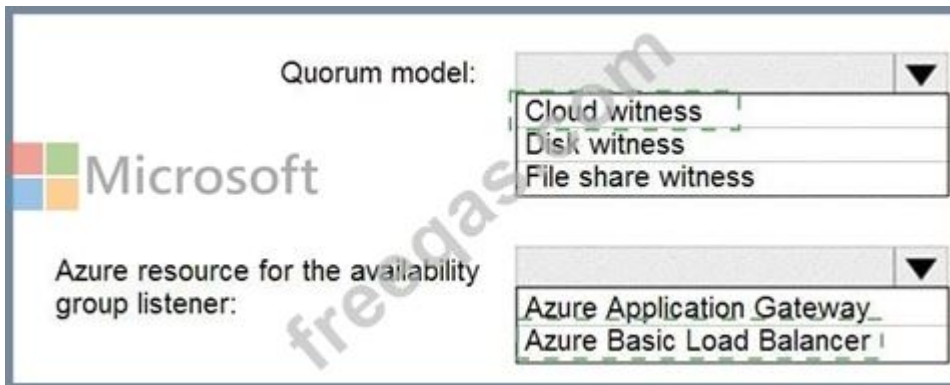 Quorum model:
Cloud witness
Disk witness
File share witness
Microsoft
Azure resource for the availability
group listener:
Azure Application Gateway
Azure Basic Load Balancer
freeqas.com